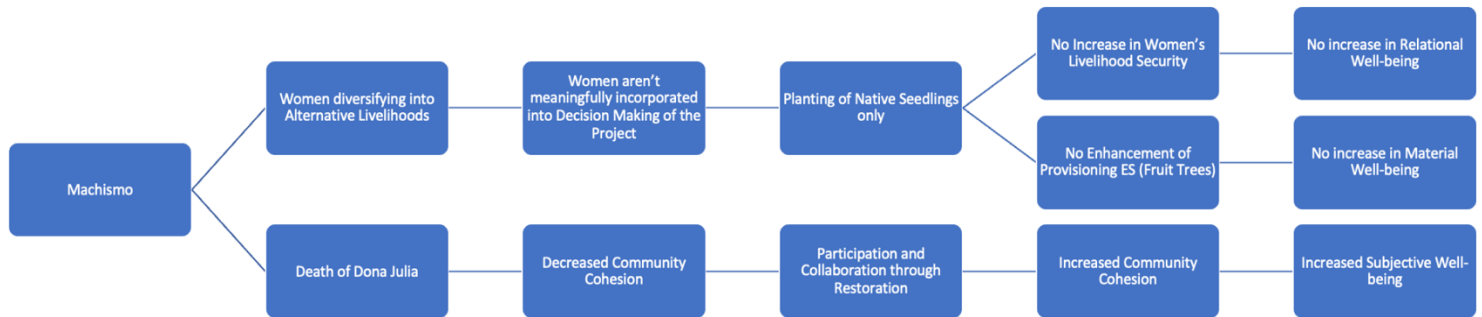 Machismo
Women diversifying into
Alternative Livelihoods
Women aren't
meaningfully incorporated
into Decision Making of the
Project
Planting of Native Seedlings
only
No Increase in Women's
Livelihood Security
No increase in Relational
Well-being
No Enhancement of
Provisioning ES (Fruit Trees)
No increase in Material
Well-being
Death of Dona Julia
Decreased Community
Cohesion
Participation and
Collaboration through
Restoration
Increased Community
Cohesion
Increased Subjective Well-
being